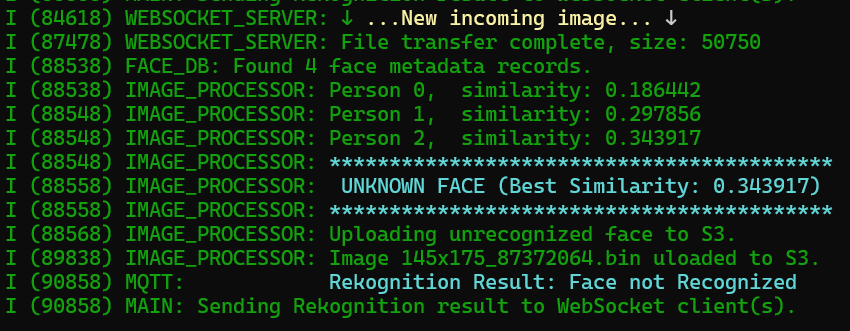 I (84618) WEBSOCKET_SERVER: ↓ ...New incoming image... ↓
I (87478) WEBSOCKET_SERVER: File transfer complete, size: 50750
I (88538) FACE_DB: Found 4 face metadata records.
I (88538) IMAGE_PROCESSOR: Person 0,  similarity: 0.186442
I (88548) IMAGE_PROCESSOR: Person 1,  similarity: 0.297856
I (88548) IMAGE_PROCESSOR: Person 2,  similarity: 0.343917
I (88548) IMAGE_PROCESSOR: ******************************************
I (88558) IMAGE_PROCESSOR:  UNKNOWN FACE (Best Similarity: 0.343917)
I (88558) IMAGE_PROCESSOR: ******************************************
I (88568) IMAGE_PROCESSOR: Uploading unrecognized face to S3.
I (89838) IMAGE_PROCESSOR: Image 145x175_87372064.bin uloaded to S3.
I (90858) MQTT:            Rekognition Result: Face not Recognized
I (90858) MAIN: Sending Rekognition result to WebSocket client(s).